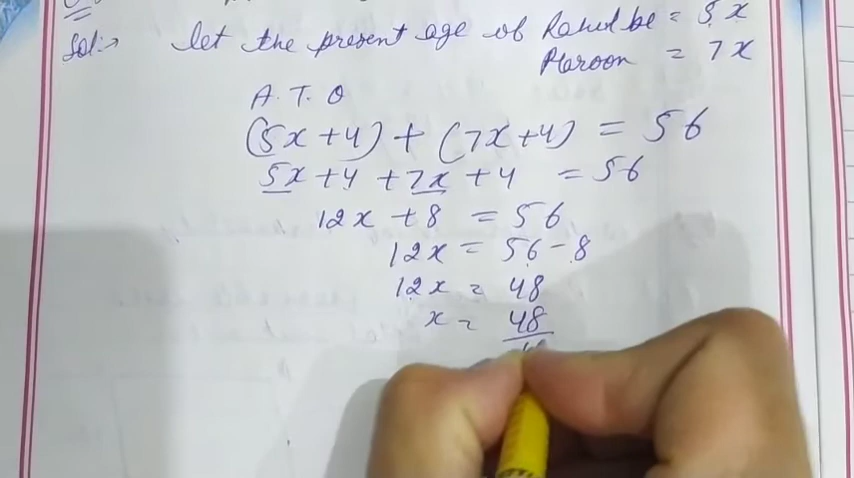 Sol:→ let the present age of Rahul be = 5x
Haroon = 7x
A.T.O
(5x+4) + (7x+4) = 56
5x +4 +7x +4 = 56
12x +8 = 56
12x = 56 - 8
12x = 48
x = 48